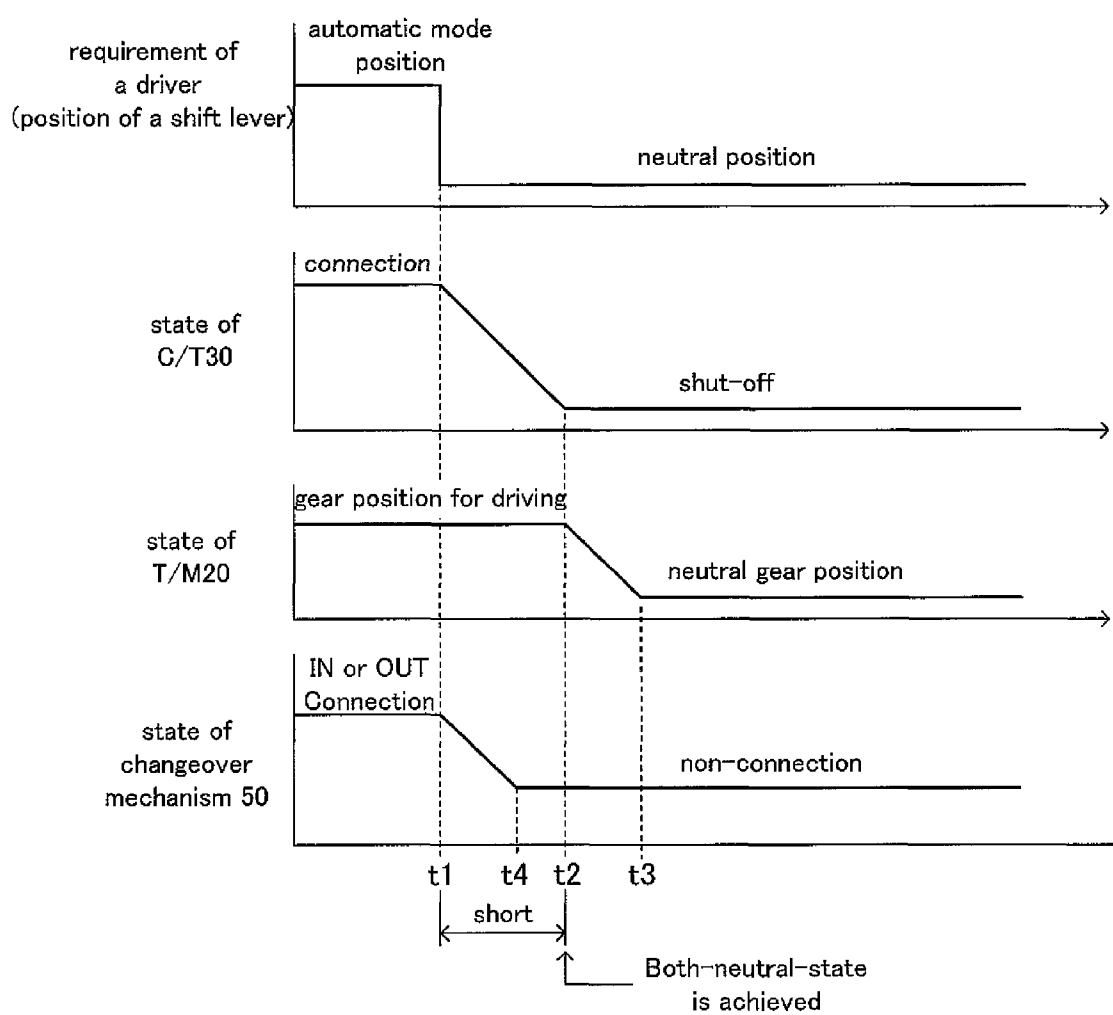 requirement of
a driver
(position of a shift lever)
automatic mode
position
neutral position
state of
C/T30
connection
shut-off
state of
T/M20
gear position for driving
neutral gear position
state of
changeover
mechanism 50
IN or OUT
Connection
non-connection
t1 t4 t2 t3
short
Both-neutral-state
is achieved